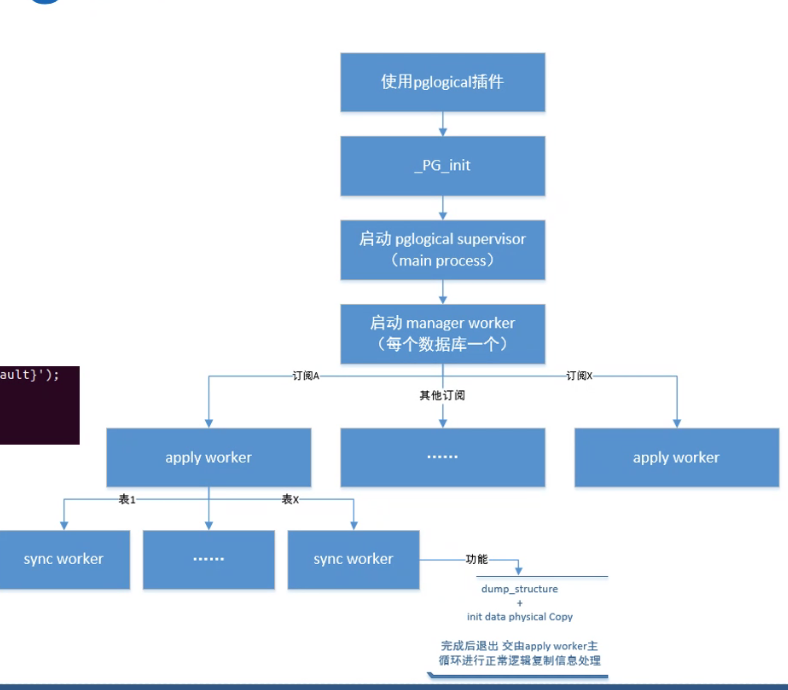 使用pglogical插件
_PG_init
启动 pglogical supervisor
（main process）
启动 manager worker
（每个数据库一个）
订阅A
订阅X
其他订阅
ault}');
apply worker
……
apply worker
表1
表X
sync worker
……
sync worker
功能
dump_structure
+
init data physical Copy
完成后退出 交由apply worker主
循环进行正常逻辑复制信息处理